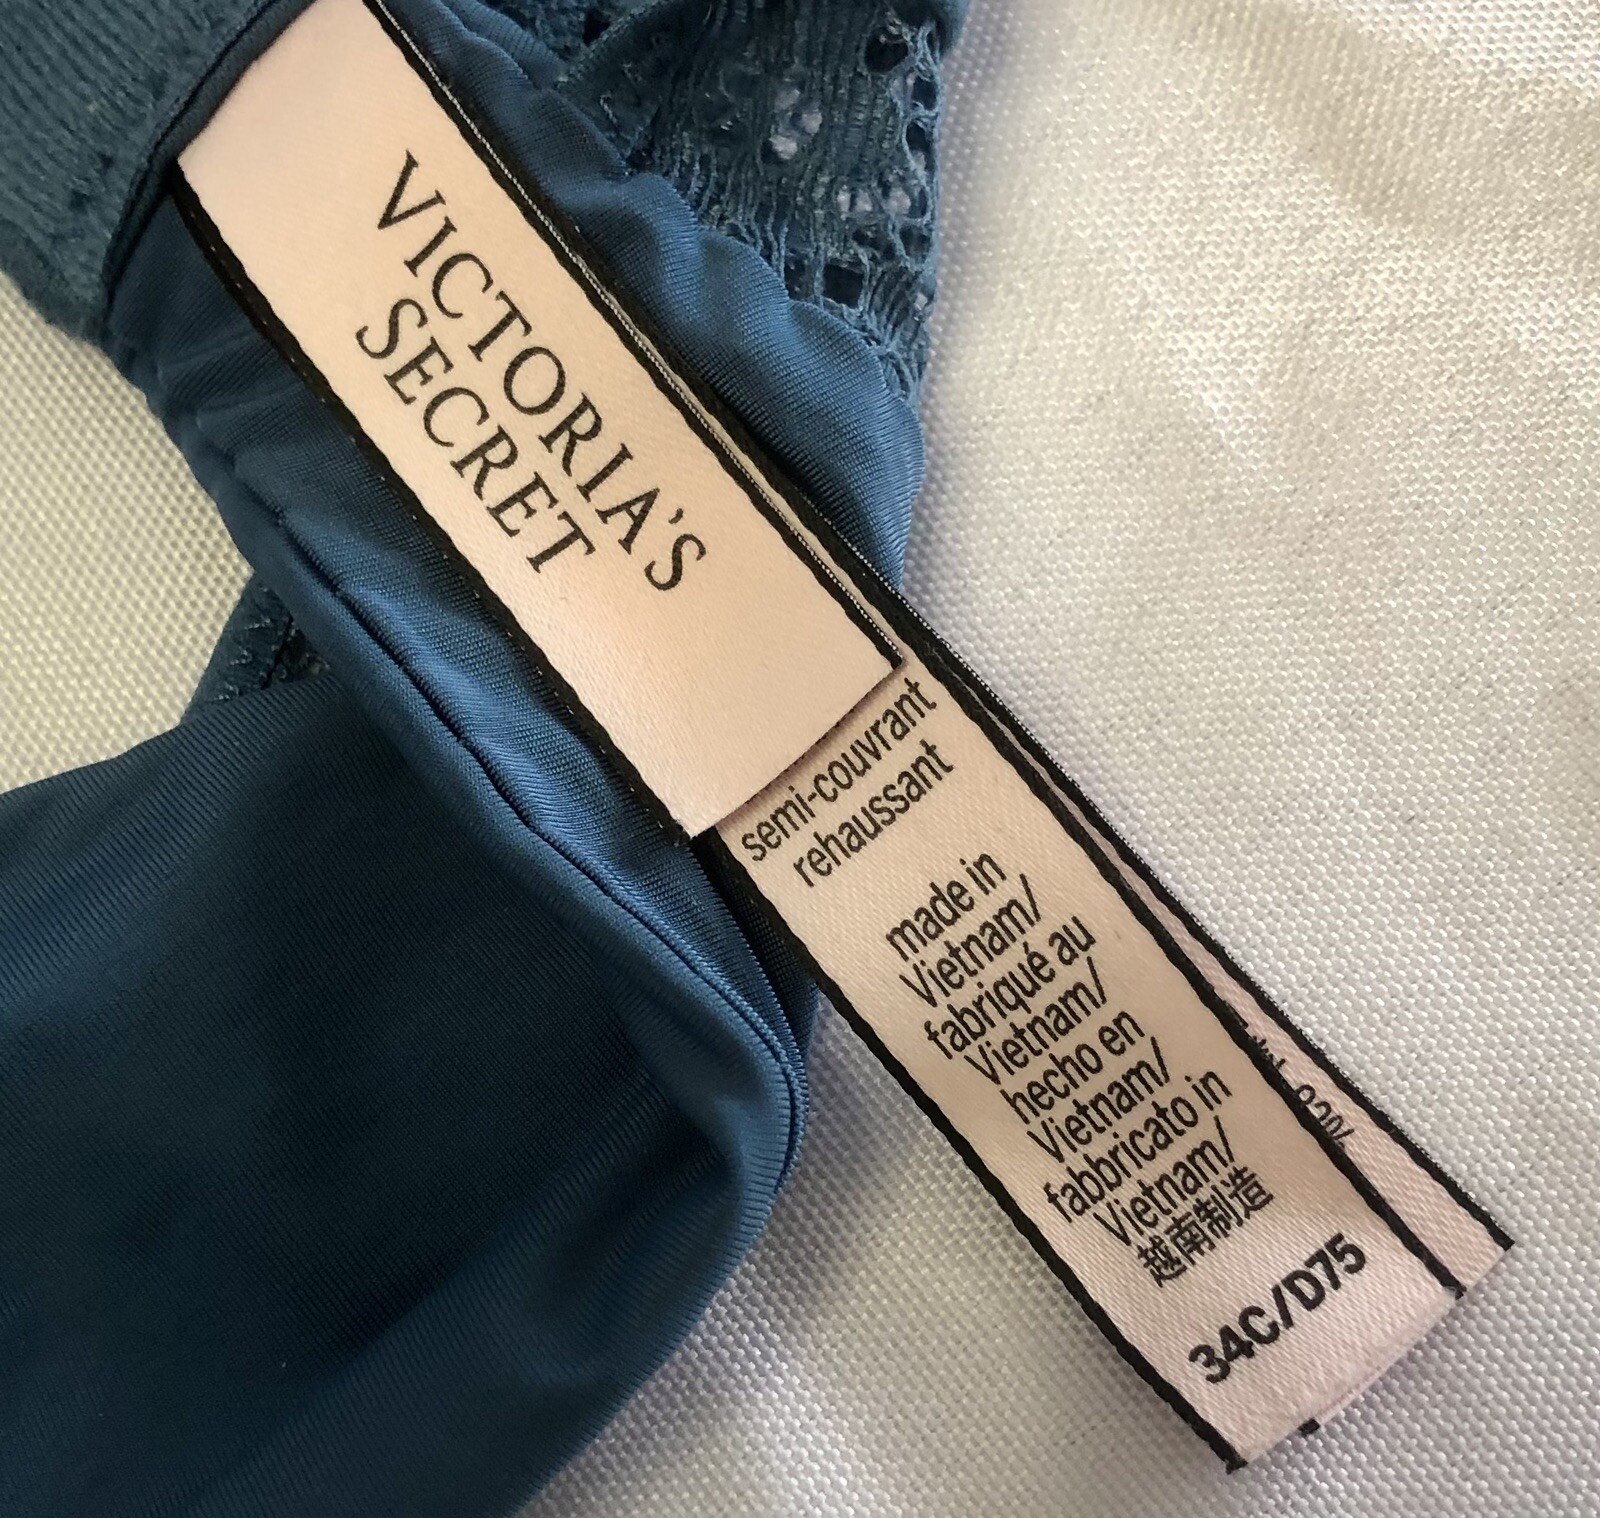 VICTORIA'S
SECRET
semi-couvrant
rehaussant
made in
Vietnam/
fabriqué au
Vietnam/
hecho en
Vietnam/
fabbricato in
Vietnam/
越南制造
34C/D75